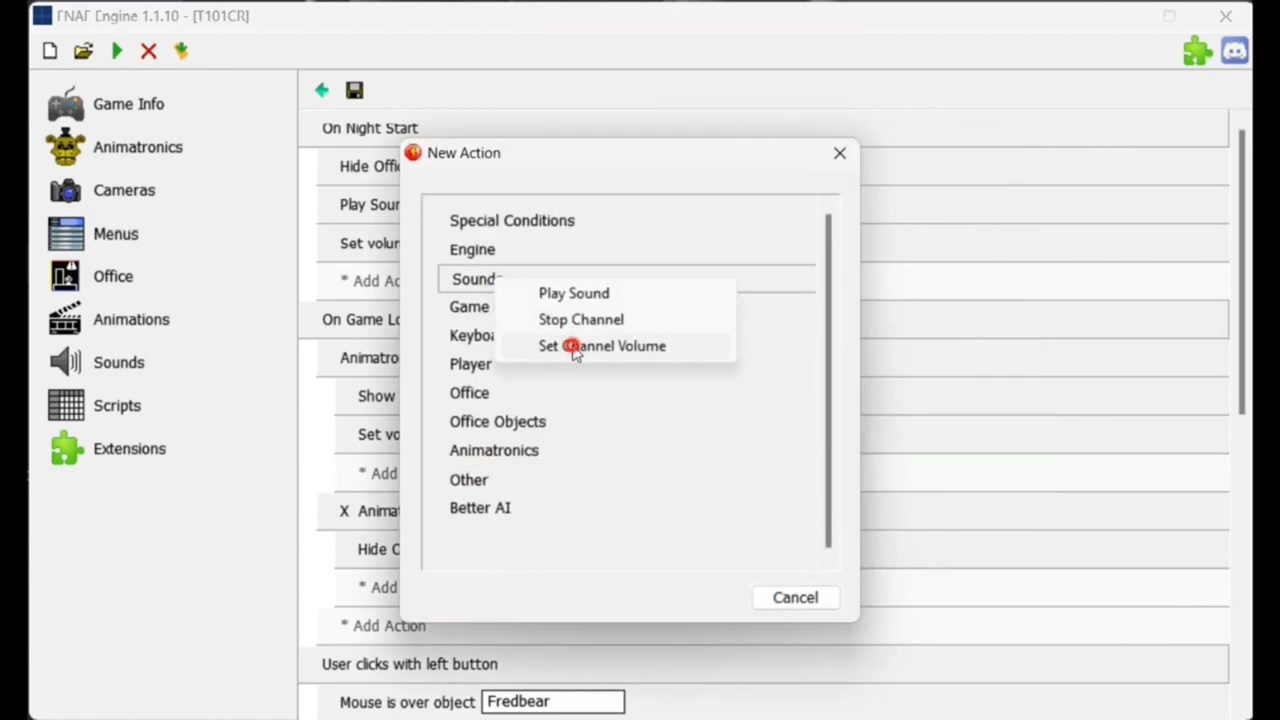 FNAF Engine 1.1.10 - [T101CR]
Game Info
Animatronics
Cameras
Menus
Office
Animations
Sounds
Scripts
Extensions
On Night Start
Hide Offi
Play Soun
Set volun
* Add Ac
On Game Lo
Animatro
Show
Set vo
* Add
X Animat
Hide O
* Add
* Add Action
User clicks with left button
Mouse is over object Fredbear
New Action
Special Conditions
Engine
Sounds
Game
Keyboa
Player
Office
Office Objects
Animatronics
Other
Better AI
Play Sound
Stop Channel
Set Channel Volume
Cancel